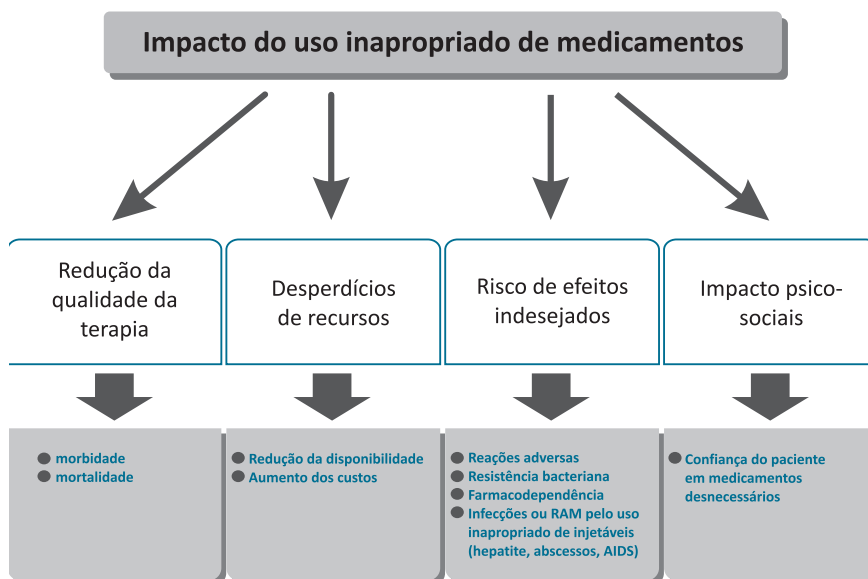 Impacto do uso inapropriado de medicamentos
Redução da
qualidade da
terapia
Desperdícios
de recursos
Risco de efeitos
indesejados
Impacto psico-
sociais
morbidade
mortalidade
Redução da disponibilidade
Aumento dos custos
Reações adversas
Resistência bacteriana
Farmacodependência
Infecções ou RAM pelo uso
inapropriado de injetáveis
(hepatite, abscessos, AIDS)
Confiança do paciente
em medicamentos
desnecessários